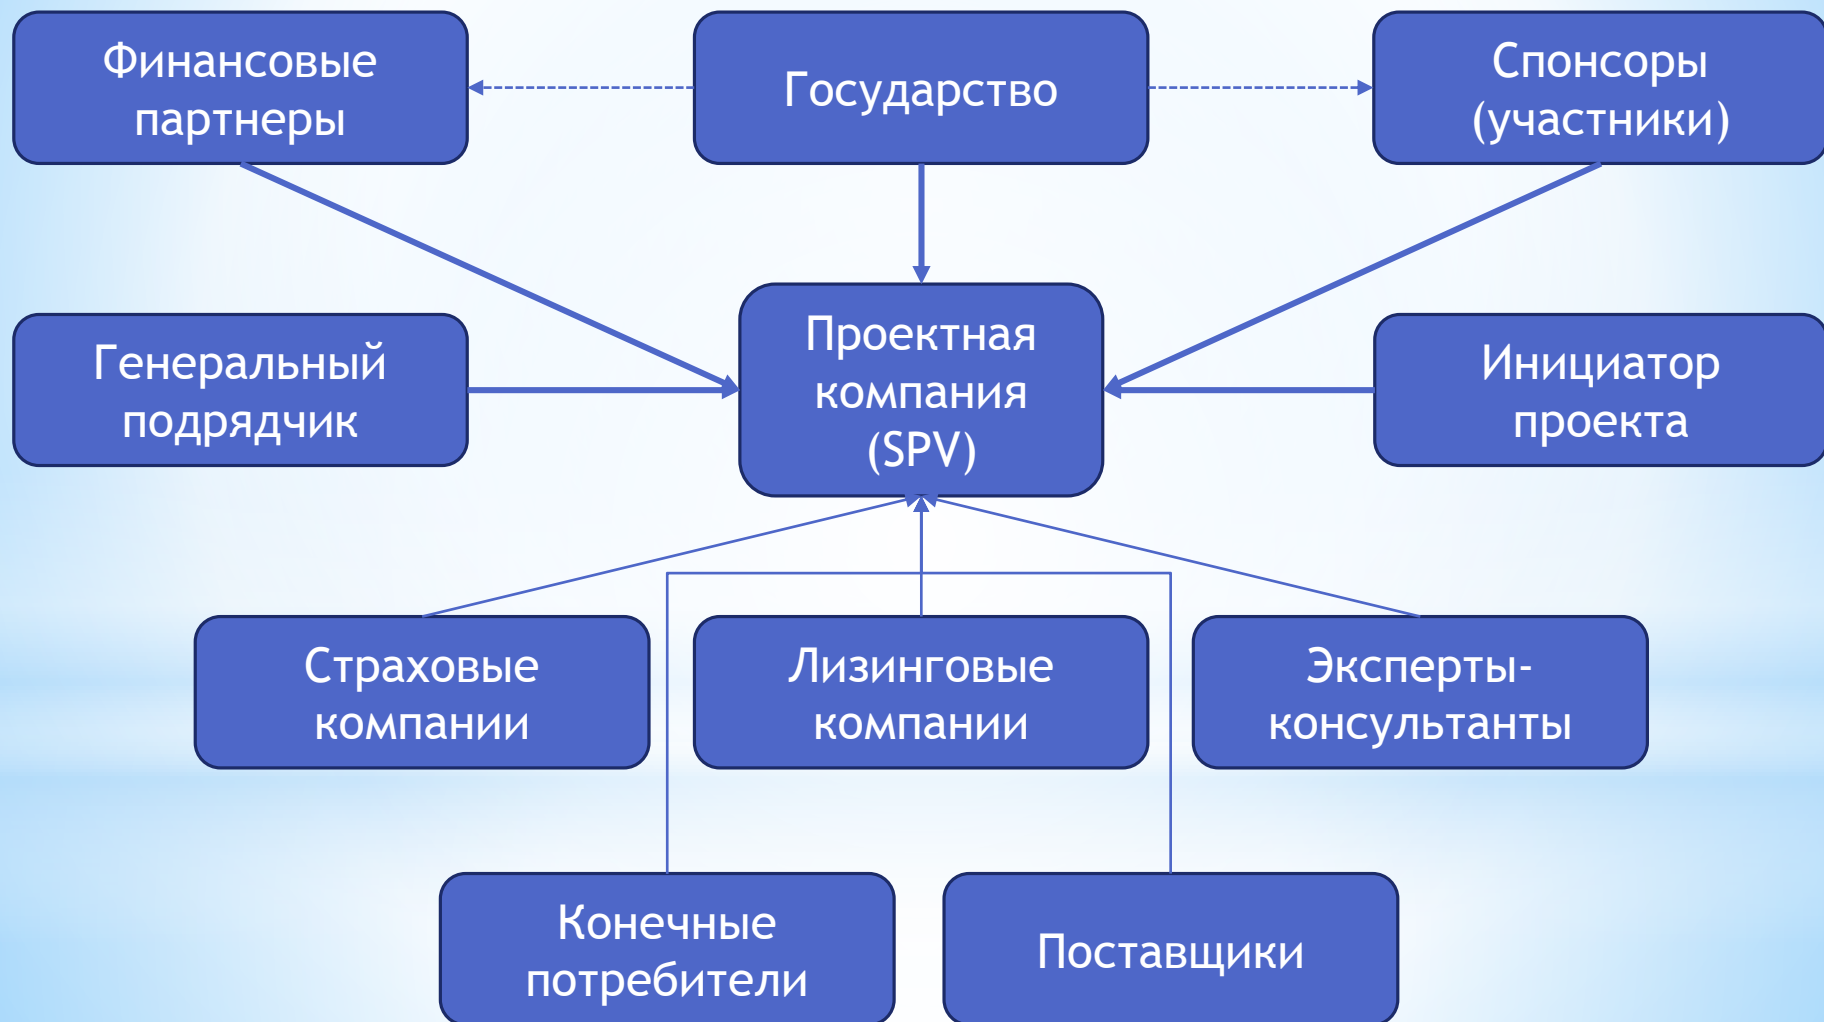 Финансовые
партнеры
Государство
Спонсоры
(участники)
Генеральный
подрядчик
Проектная
компания
(SPV)
Инициатор
проекта
Страховые
компании
Лизинговые
компании
Эксперты-
консультанты
Конечные
потребители
Поставщики